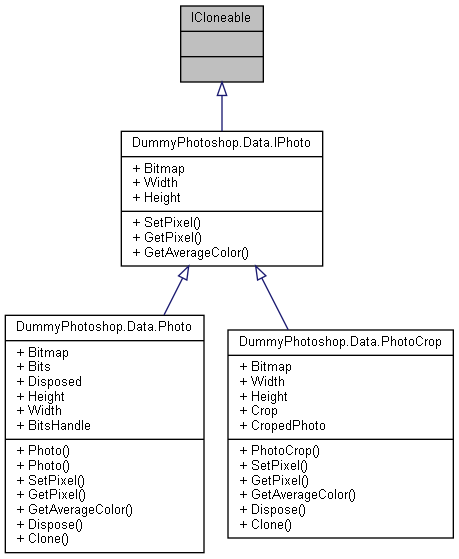 ICloneable
DummyPhotoshop.Data.IPhoto
+ Bitmap
+ Width
+ Height
+ SetPixel()
+ GetPixel()
+ GetAverageColor()
DummyPhotoshop.Data.Photo
+ Bitmap
+ Bits
+ Disposed
+ Height
+ Width
+ BitsHandle
+ Photo()
+ Photo()
+ SetPixel()
+ GetPixel()
+ GetAverageColor()
+ Dispose()
+ Clone()
DummyPhotoshop.Data.PhotoCrop
+ Bitmap
+ Width
+ Height
+ Crop
+ CropedPhoto
+ PhotoCrop()
+ SetPixel()
+ GetPixel()
+ GetAverageColor()
+ Dispose()
+ Clone()